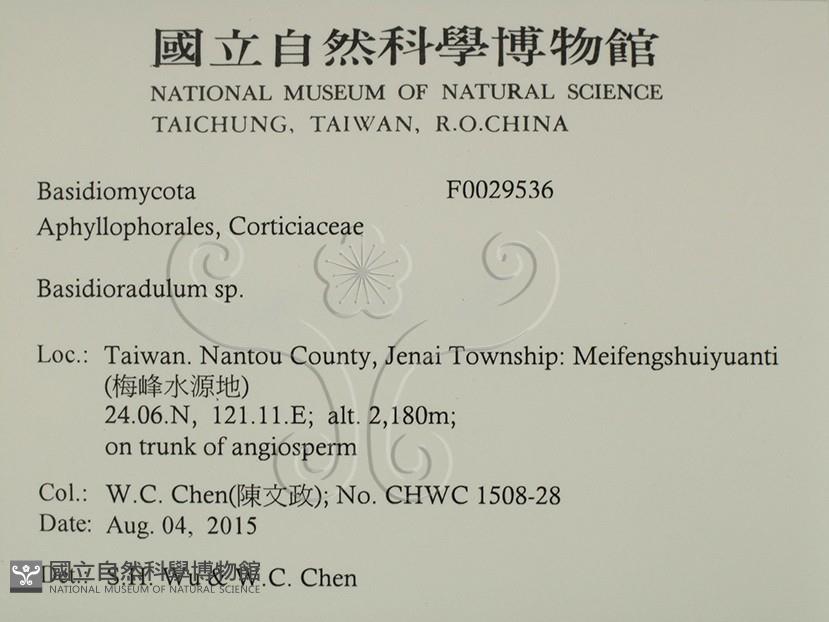 國立自然科學博物館
NATIONAL MUSEUM OF NATURAL SCIENCE
TAICHUNG, TAIWAN, R.O.CHINA
Basidiomycota F0029536
Aphyllophorales, Corticiaceae
Basidioradulum sp.
Loc.: Taiwan. Nantou County, Jenai Township: Meifengshuiyuanti
(梅峰水源地)
24.06.N, 121.11.E; alt. 2,180m;
on trunk of angiosperm
Col.: W.C. Chen(陳文政); No. CHWC 1508-28
Date: Aug. 04, 2015
Det.: S.H. Wu & W.C. Chen
國立自然科學博物館
NATIONAL MUSEUM OF NATURAL SCIENCE